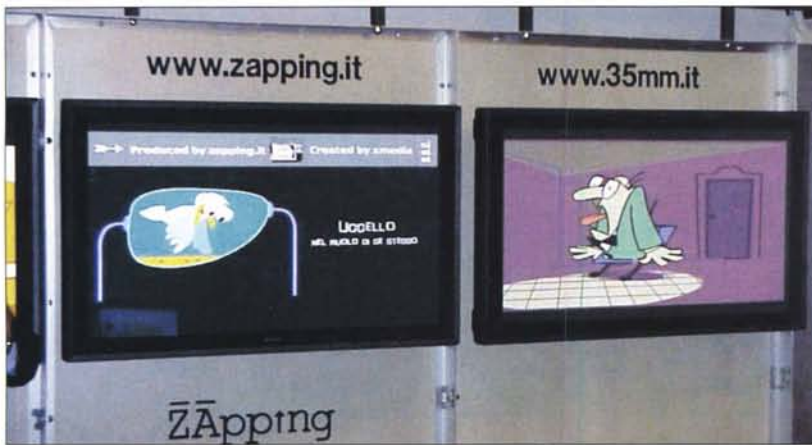 www.zapping.it
www.35mm.it
Produced by zapping.it
Created by xmedia
UCCELLO
NEL RUOLO DI SE STESSO
ZAppIng